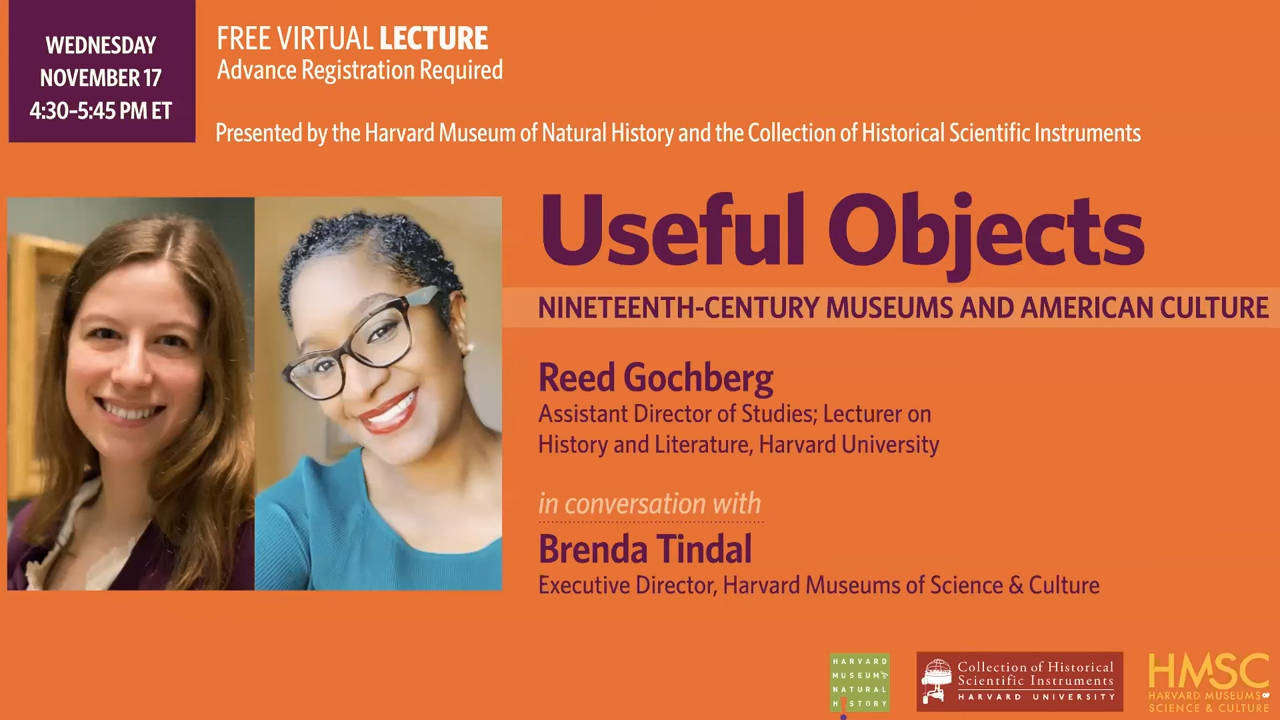 WEDNESDAY
NOVEMBER 17
4:30–5:45 PM ET
FREE VIRTUAL LECTURE
Advance Registration Required
Presented by the Harvard Museum of Natural History and the Collection of Historical Scientific Instruments
Useful Objects
NINETEENTH-CENTURY MUSEUMS AND AMERICAN CULTURE
Reed Gochberg
Assistant Director of Studies; Lecturer on
History and Literature, Harvard University
in conversation with
Brenda Tindal
Executive Director, Harvard Museums of Science & Culture
HARVARD
MUSEUM of
NATURAL
HISTORY
Collection of Historical
Scientific Instruments
HARVARD UNIVERSITY
HMSC
HARVARD MUSEUMS OF
SCIENCE & CULTURE